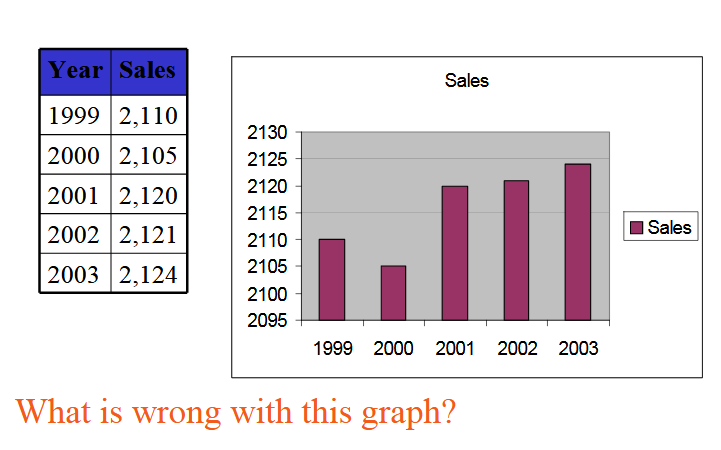 Year Sales
1999 2,110
2000 2,105
2001 2,120
2002 2,121
2003 2,124
Sales
2130
2125
2120
2115
2110
2105
2100
2095
1999 2000 2001 2002 2003
Sales
What is wrong with this graph?